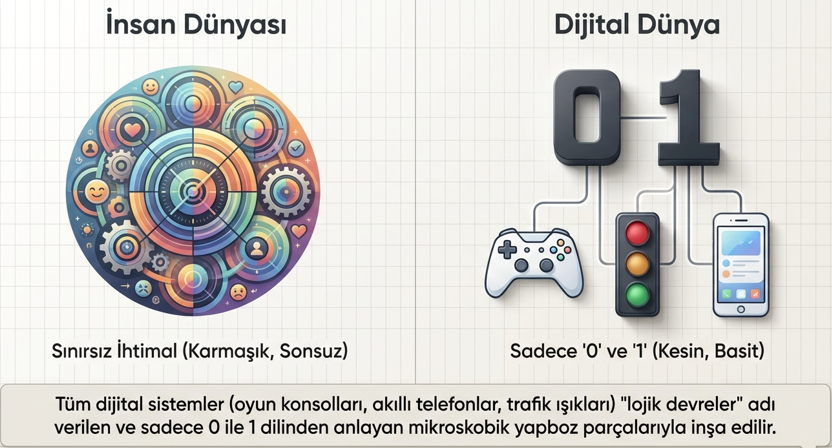 İnsan Dünyası
Sınırsız İhtimal (Karmaşık, Sonsuz)
Dijital Dünya
0 1
Sadece '0' ve '1' (Kesin, Basit)
Tüm dijital sistemler (oyun konsolları, akıllı telefonlar, trafik ışıkları) "lojik devreler" adı
verilen ve sadece 0 ile 1 dilinden anlayan mikroskobik yapboz parçalarıyla inşa edilir.